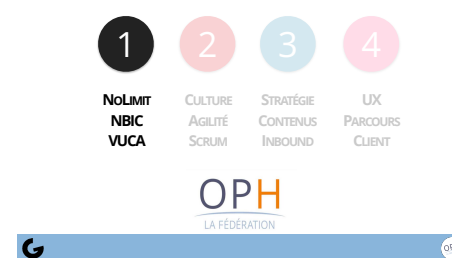 1 2 3 4
NoLimit Culture Stratégie UX
NBIC Agilité Contenus Parcours
VUCA Scrum Inbound Client
OPH
LA FÉDÉRATION
G